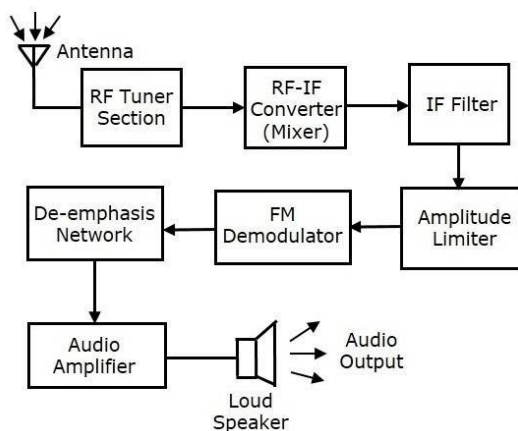 Antenna
RF Tuner
Section
RF-IF
Converter
(Mixer)
IF Filter
De-emphasis
Network
FM
Demodulator
Amplitude
Limiter
Audio
Amplifier
Loud
Speaker
Audio
Output